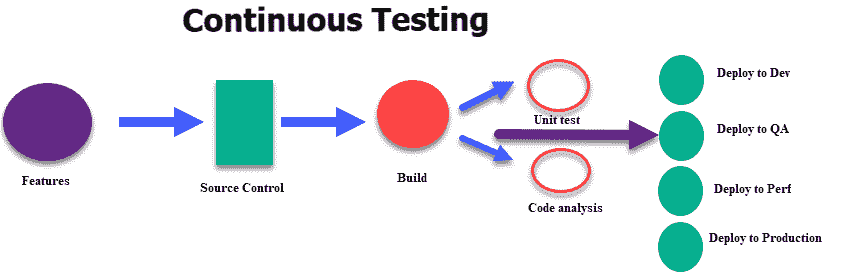 Continuous Testing
Features
Source Control
Build
Unit test
Code analysis
Deploy to Dev
Deploy to QA
Deploy to Perf
Deploy to Production